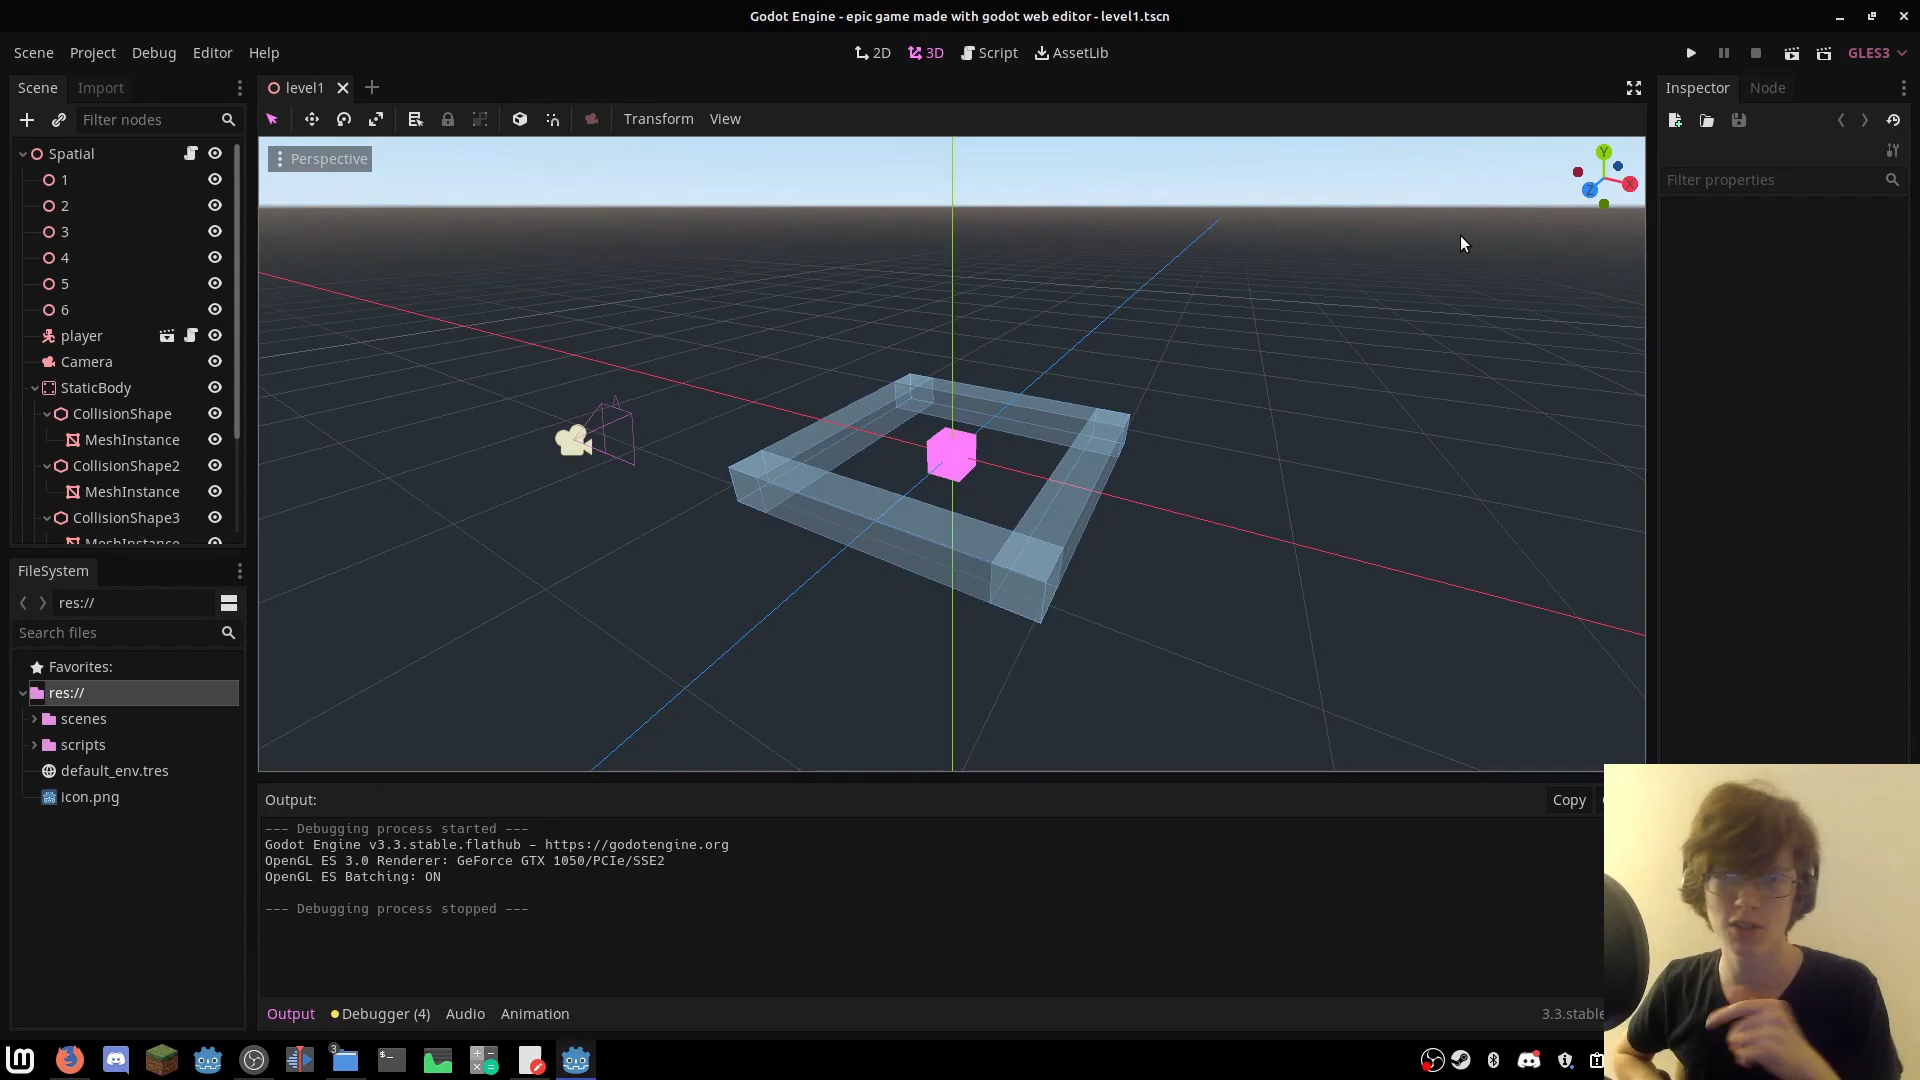 Godot Engine - epic game made with godot web editor - level1.tscn
Scene Project Debug Editor Help
2D 3D Script AssetLib
GLES3
Scene Import
level1
Inspector Node
Filter nodes
Transform View
Perspective
Y
X
Z
Filter properties
Spatial
1
2
3
4
5
6
player
Camera
StaticBody
CollisionShape
MeshInstance
CollisionShape2
MeshInstance
CollisionShape3
MeshInstance
FileSystem
res://
Search files
Favorites:
res://
scenes
scripts
default_env.tres
icon.png
Output:
Copy
--- Debugging process started ---
Godot Engine v3.3.stable.flathub - https://godotengine.org
OpenGL ES 3.0 Renderer: GeForce GTX 1050/PCIe/SSE2
OpenGL ES Batching: ON
--- Debugging process stopped ---
Output Debugger (4) Audio Animation
3.3.stable
3